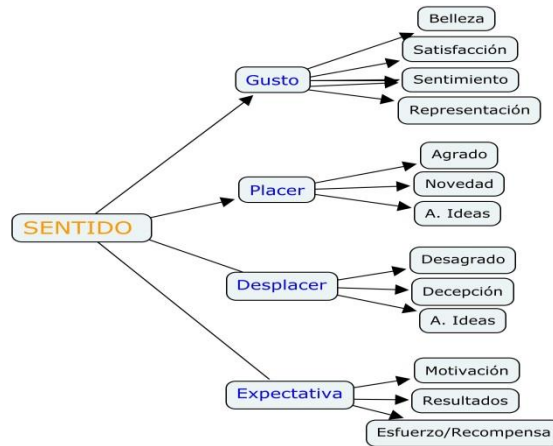 SENTIDO
Gusto
Belleza
Satisfacción
Sentimiento
Representación
Placer
Agrado
Novedad
A. Ideas
Desplacer
Desagrado
Decepción
A. Ideas
Expectativa
Motivación
Resultados
Esfuerzo/Recompensa